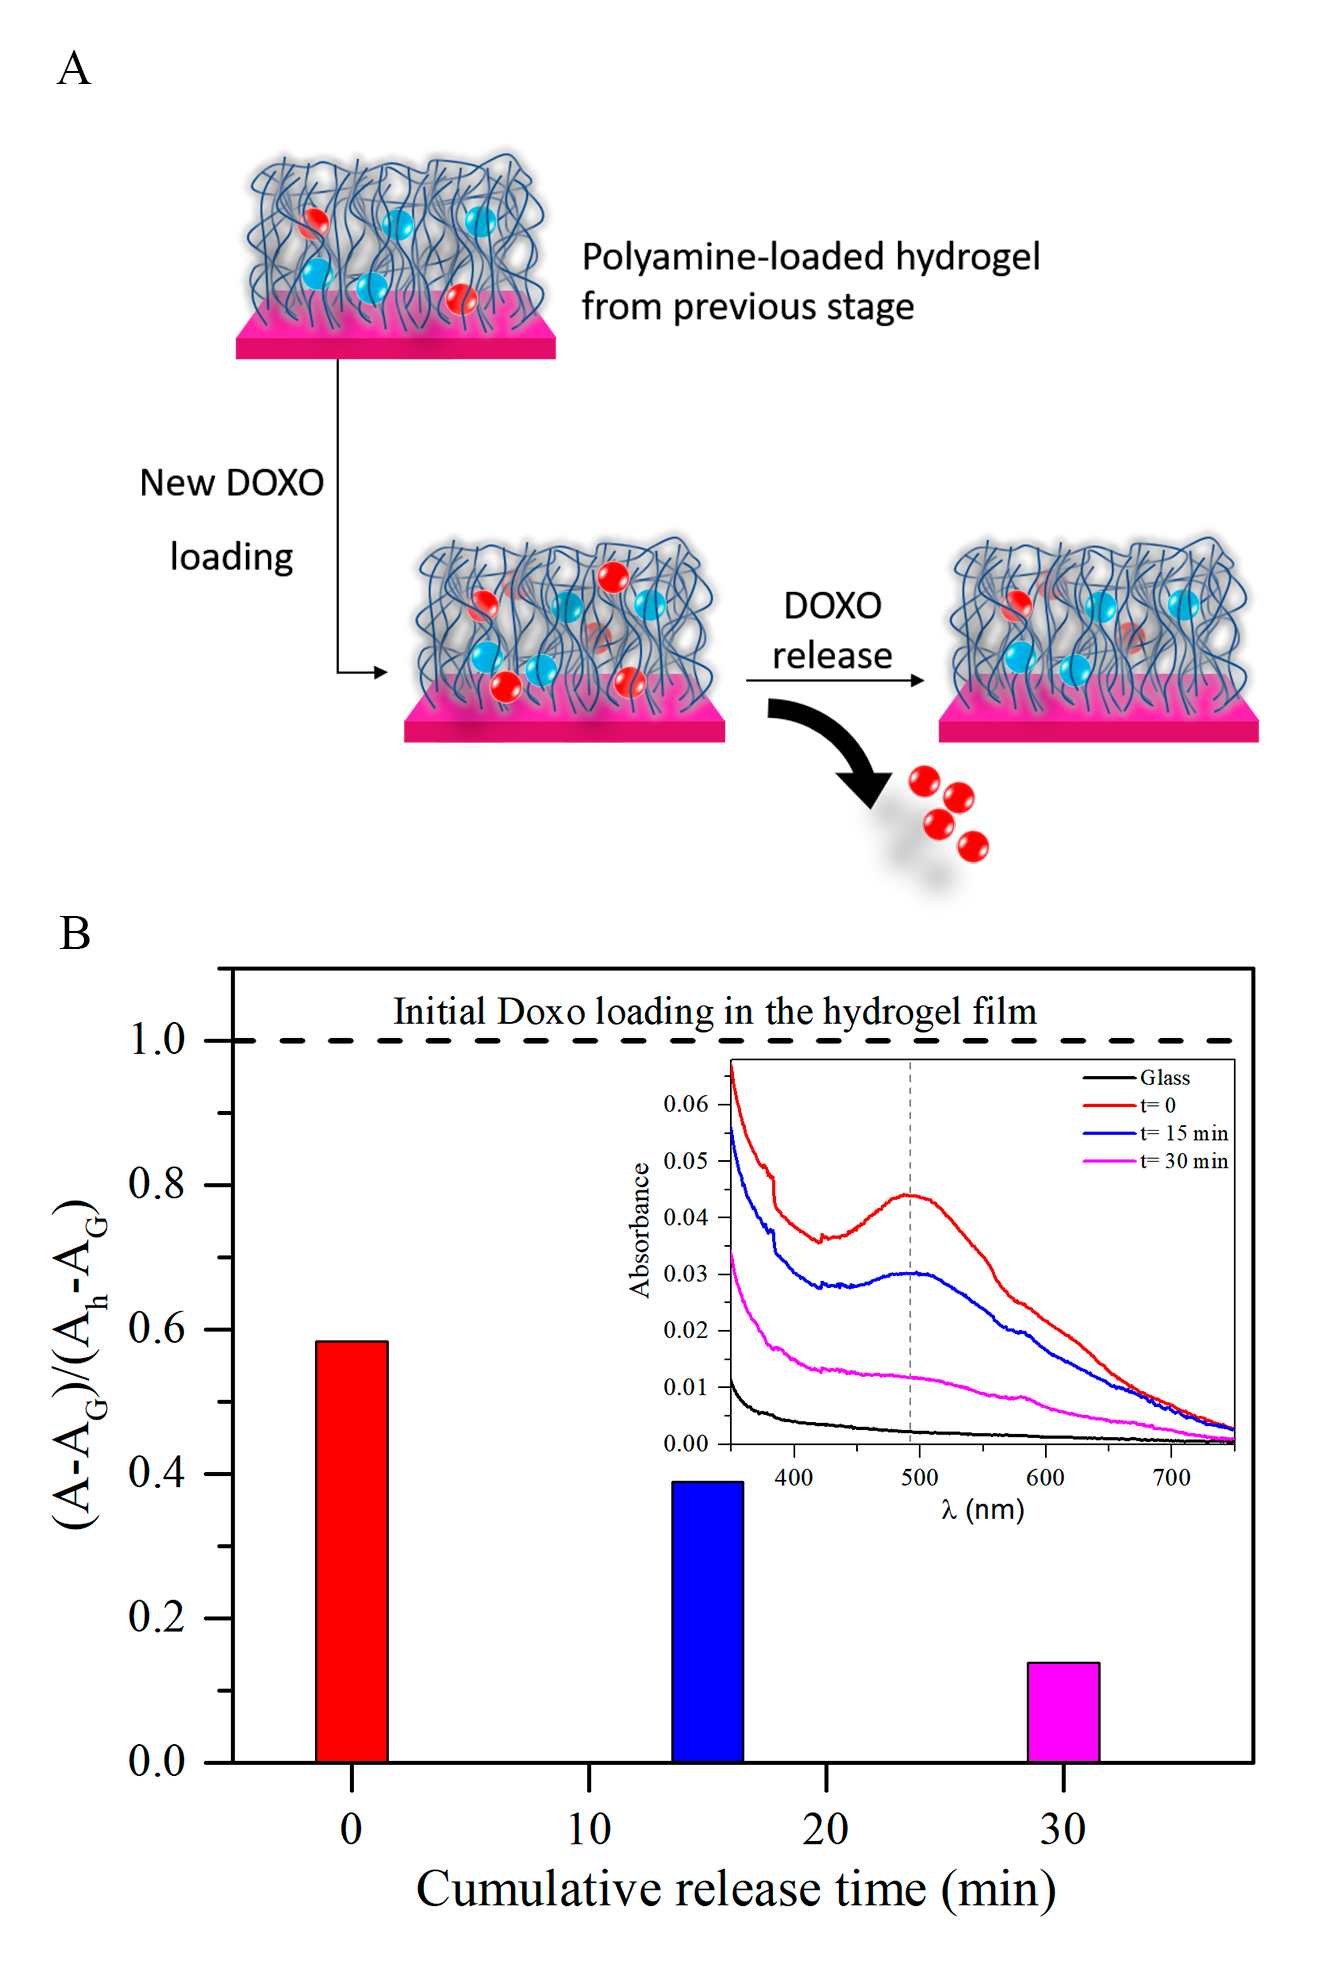 A
Polyamine-loaded hydrogel
from previous stage
New DOXO
loading
DOXO
release
B
Initial Doxo loading in the hydrogel film
1.0
0.8
0.6
0.4
0.2
0.0
(A-A_G)/(A_h-A_G)
0
10
20
30
Cumulative release time (min)
Glass
t= 0
t= 15 min
t= 30 min
0.06
0.05
0.04
0.03
0.02
0.01
0.00
Absorbance
400
500
600
700
λ (nm)